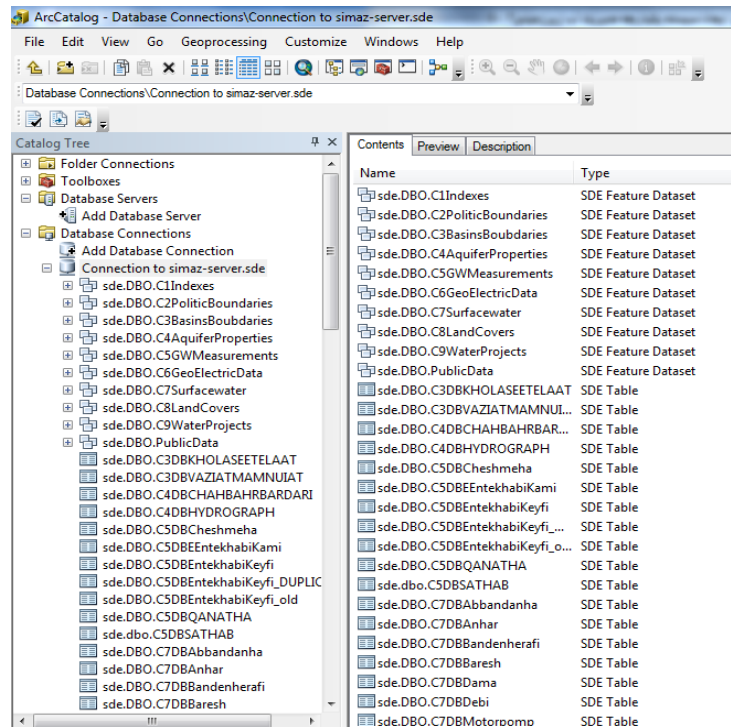 ArcCatalog - Database Connections\Connection to simaz-server.sde
File Edit View Go Geoprocessing Customize Windows Help
Database Connections\Connection to simaz-server.sde
Catalog Tree
Folder Connections
Toolboxes
Database Servers
Add Database Server
Database Connections
Add Database Connection
Connection to simaz-server.sde
sde.DBO.C1Indexes
sde.DBO.C2PoliticBoundaries
sde.DBO.C3BasinsBoubdaries
sde.DBO.C4AquiferProperties
sde.DBO.C5GWMeasurements
sde.DBO.C6GeoElectricData
sde.DBO.C7Surfacewater
sde.DBO.C8LandCovers
sde.DBO.C9WaterProjects
sde.DBO.PublicData
sde.DBO.C3DBKHOLASEETELAAT
sde.DBO.C3DBVAZIATMAMNUIAT
sde.DBO.C4DBCHAHBAHRBARDARI
sde.DBO.C4DBHYDROGRAPH
sde.DBO.C5DBCheshmeha
sde.DBO.C5DBEEntekhabiKami
sde.DBO.C5DBEntekhabiKeyfi
sde.DBO.C5DBEntekhabiKeyfi_DUPLIC
sde.DBO.C5DBEntekhabiKeyfi_old
sde.DBO.C5DBQANATHA
sde.dbo.C5DBSATHAB
sde.DBO.C7DBAbbandanha
sde.DBO.C7DBAnhar
sde.DBO.C7DBBandenherafi
sde.DBO.C7DBBaresh
Contents Preview Description
Name Type
sde.DBO.C1Indexes SDE Feature Dataset
sde.DBO.C2PoliticBoundaries SDE Feature Dataset
sde.DBO.C3BasinsBoubdaries SDE Feature Dataset
sde.DBO.C4AquiferProperties SDE Feature Dataset
sde.DBO.C5GWMeasurements SDE Feature Dataset
sde.DBO.C6GeoElectricData SDE Feature Dataset
sde.DBO.C7Surfacewater SDE Feature Dataset
sde.DBO.C8LandCovers SDE Feature Dataset
sde.DBO.C9WaterProjects SDE Feature Dataset
sde.DBO.PublicData SDE Feature Dataset
sde.DBO.C3DBKHOLASEETELAAT SDE Table
sde.DBO.C3DBVAZIATMAMNUI... SDE Table
sde.DBO.C4DBCHAHBAHRBAR... SDE Table
sde.DBO.C4DBHYDROGRAPH SDE Table
sde.DBO.C5DBCheshmeha SDE Table
sde.DBO.C5DBEEntekhabiKami SDE Table
sde.DBO.C5DBEntekhabiKeyfi SDE Table
sde.DBO.C5DBEntekhabiKeyfi_... SDE Table
sde.DBO.C5DBEntekhabiKeyfi_o... SDE Table
sde.DBO.C5DBQANATHA SDE Table
sde.dbo.C5DBSATHAB SDE Table
sde.DBO.C7DBAbbandanha SDE Table
sde.DBO.C7DBAnhar SDE Table
sde.DBO.C7DBBandenherafi SDE Table
sde.DBO.C7DBBaresh SDE Table
sde.DBO.C7DBDama SDE Table
sde.DBO.C7DBDebi SDE Table
sde.DBO.C7DBMotorpomp SDE Table